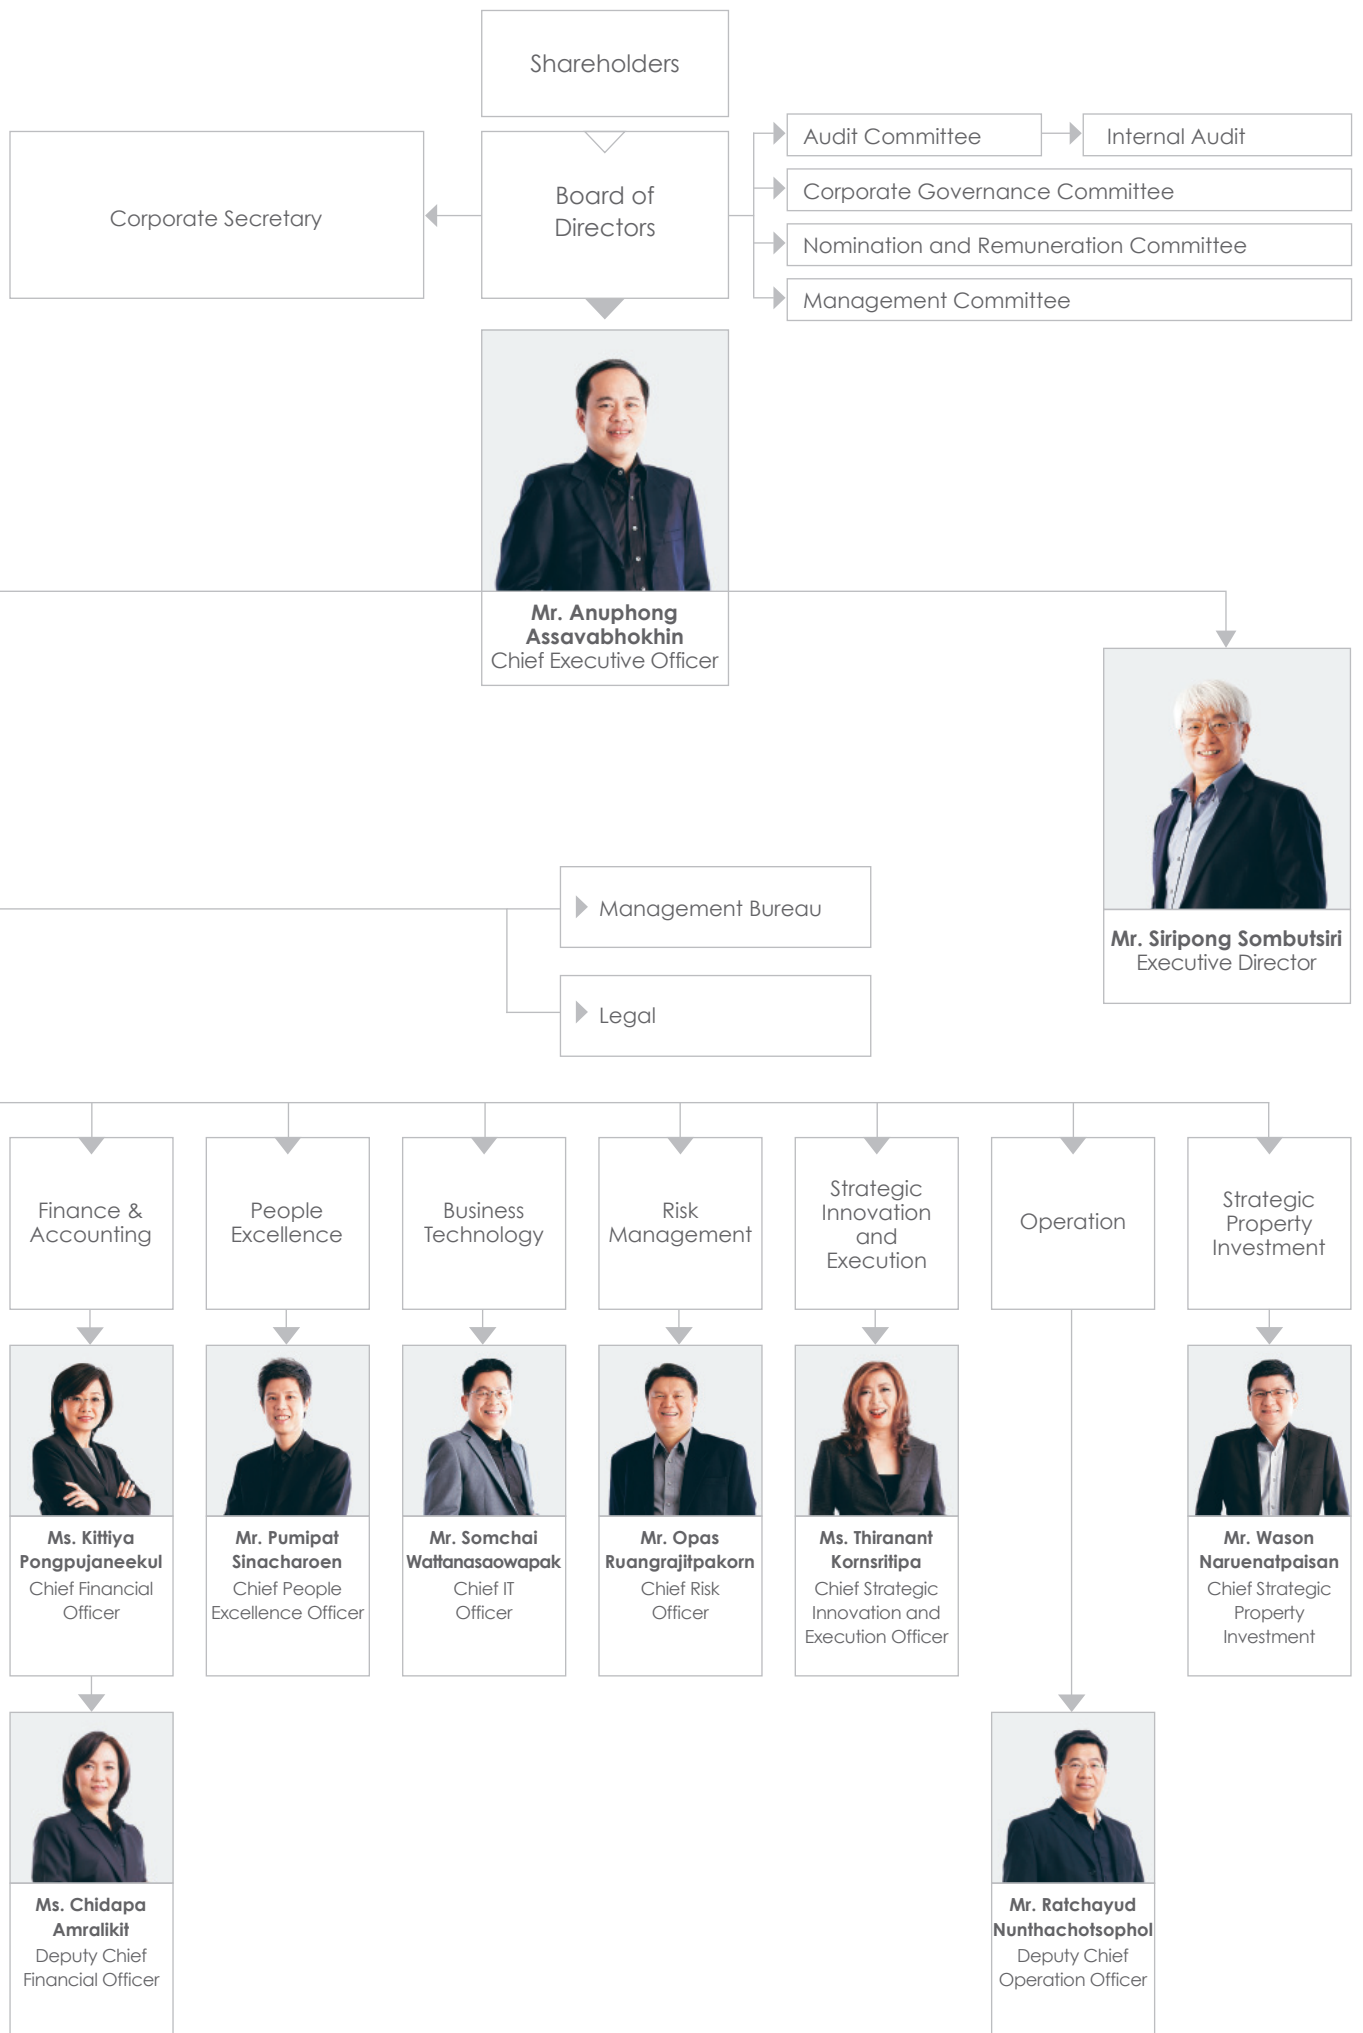 Shareholders
Corporate Secretary
Board of
Directors
Audit Committee
Internal Audit
Corporate Governance Committee
Nomination and Remuneration Committee
Management Committee
Mr. Anuphong
Assavabhokhin
Chief Executive Officer
Mr. Siripong Sombutsiri
Executive Director
Management Bureau
Legal
Finance &
Accounting
People
Excellence
Business
Technology
Risk
Management
Strategic
Innovation
and
Execution
Operation
Strategic
Property
Investment
Ms. Kittiya
Pongpujaneekul
Chief Financial
Officer
Mr. Pumipat
Sinacharoen
Chief People
Excellence Officer
Mr. Somchai
Wattanasaowapak
Chief IT
Officer
Mr. Opas
Ruangrajitpakorn
Chief Risk
Officer
Ms. Thiranant
Kornsritipa
Chief Strategic
Innovation and
Execution Officer
Mr. Wason
Naruenatpaisan
Chief Strategic
Property
Investment
Ms. Chidapa
Amralikit
Deputy Chief
Financial Officer
Mr. Ratchayud
Nunthachotsophol
Deputy Chief
Operation Officer